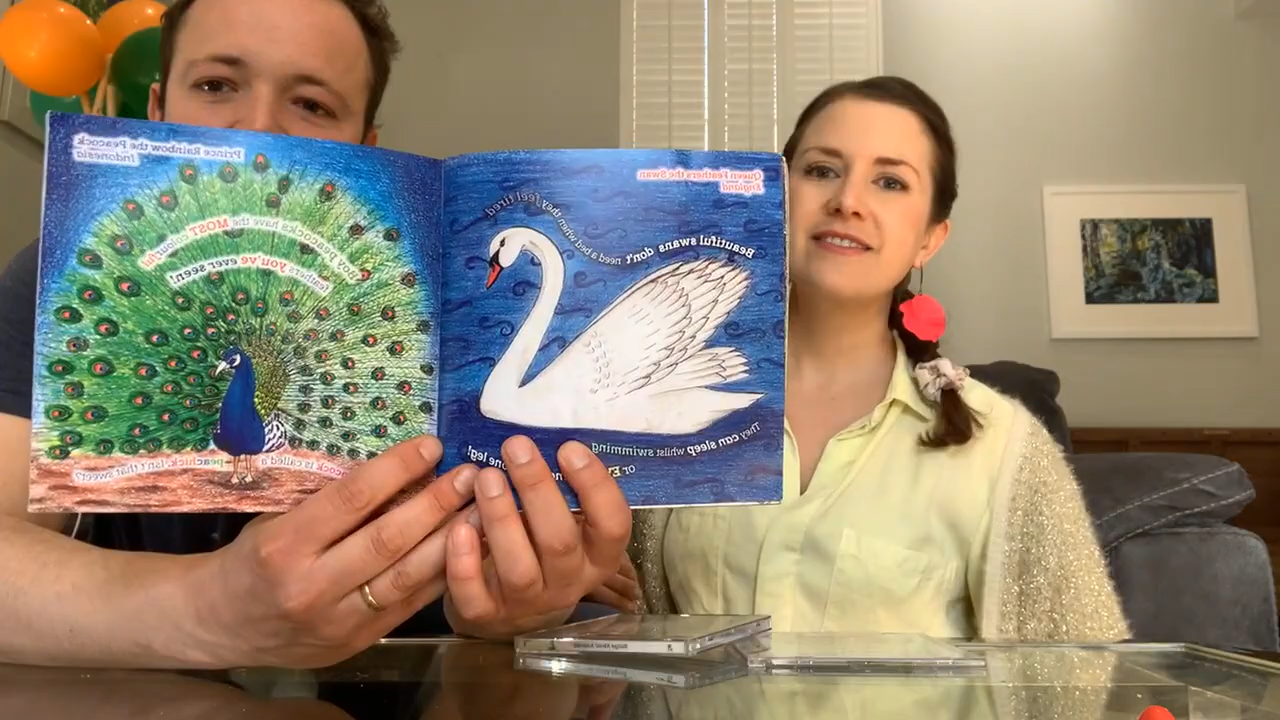 Queen Feathers the Swan
England
Beautiful swans don't need a bed when they feel tired
They can sleep whilst swimming
or
one leg!
Prince Rainbow the Peacock
Indonesia
Boy peacocks have the MOST colourful
feathers you've ever seen!
is called a peachick. Isn't that sweet?